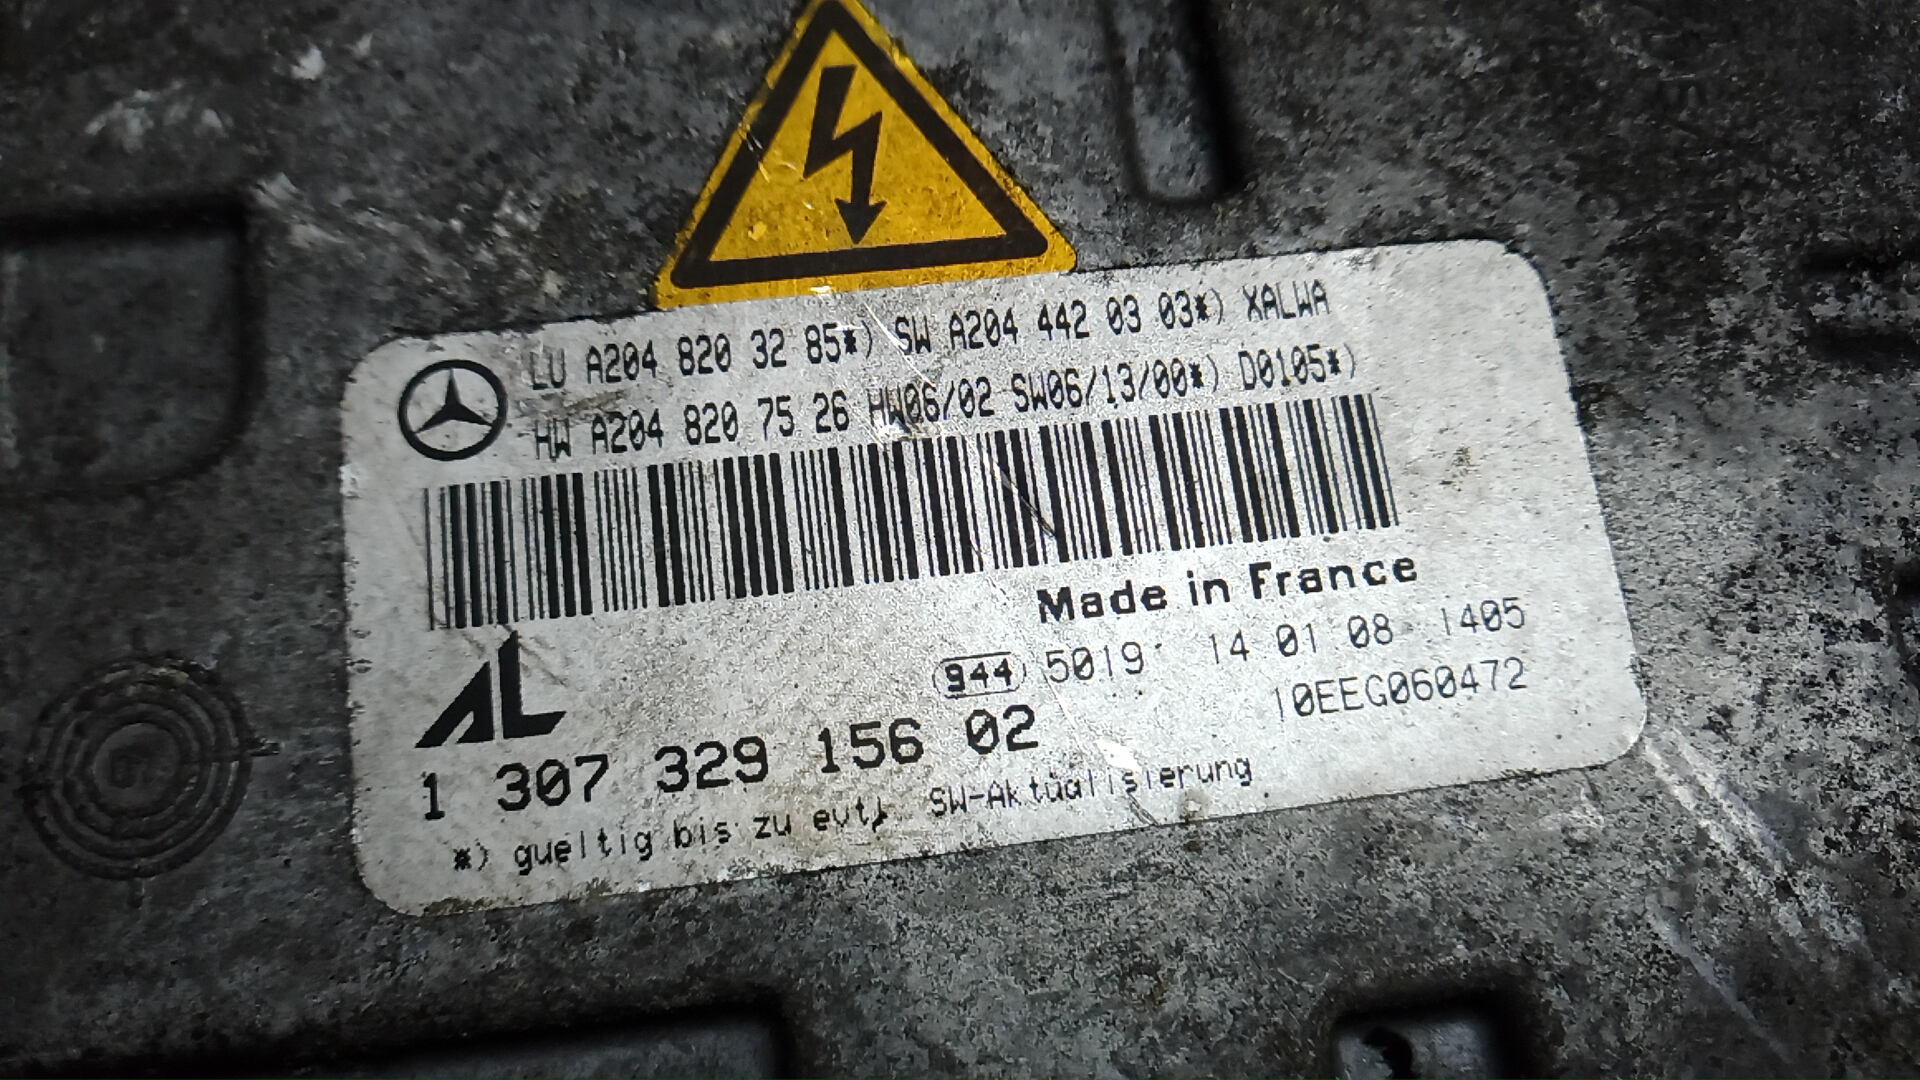 LU A204 820 32 85*) SW A204 442 03 03*) XALWA
HW A204 820 75 26 HW06/02 SW06/13/00*) D0105*)
Made in France
944 5019 14 01 08 1405
AL
10EEG060472
1 307 329 156 02
*) gueltig bis zu evtl. SW-Aktualisierung